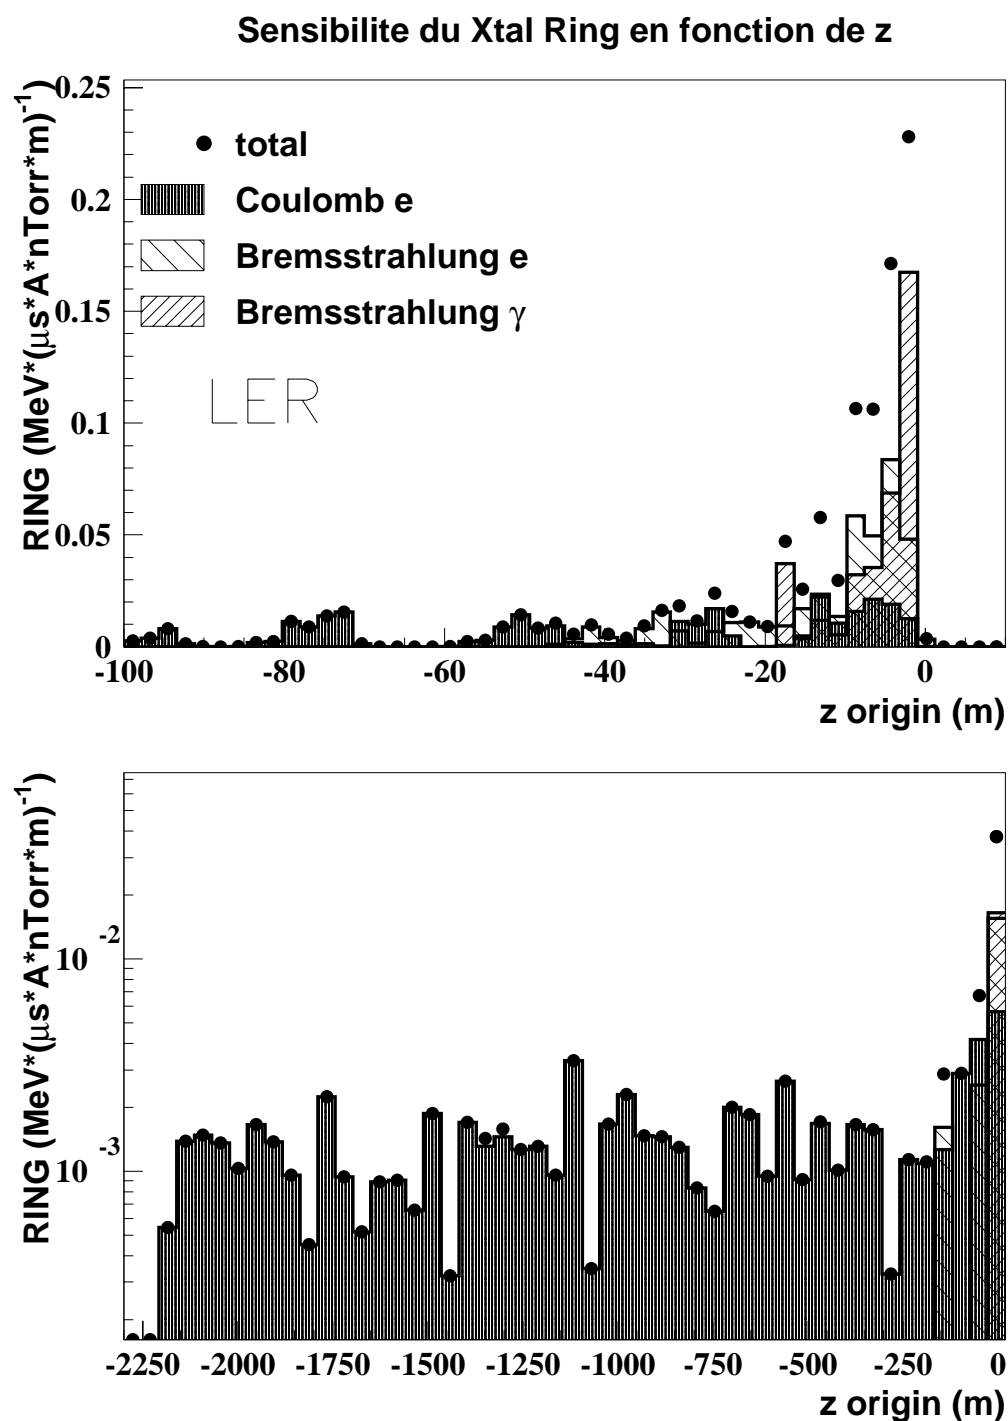 Sensibilite du Xtal Ring en fonction de z
RING (MeV*(μs*A*nTorr*m)-1)
0.25
0.2
0.15
0.1
0.05
0
total
Coulomb e
Bremsstrahlung e
Bremsstrahlung γ
LER
-100 -80 -60 -40 -20 0
z origin (m)
RING (MeV*(μs*A*nTorr*m)-1)
10 -2
10 -3
-2250 -2000 -1750 -1500 -1250 -1000 -750 -500 -250 0
z origin (m)